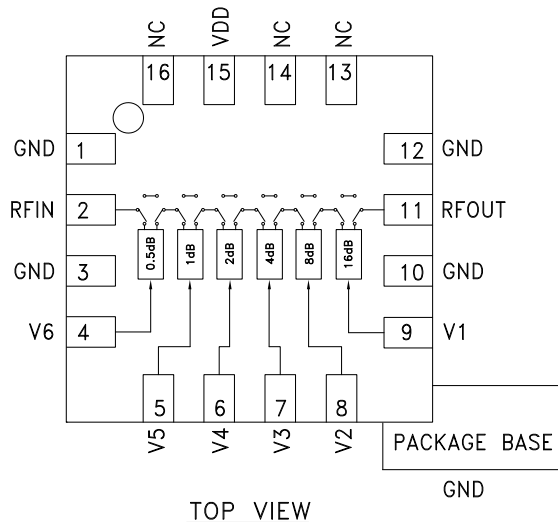 NC VDD NC NC
16 15 14 13
GND 1 12 GND
RFIN 2 11 RFOUT
0.5dB 1dB 2dB 4dB 8dB 16dB
GND 3 10 GND
V6 4 9 V1
5 6 7 8
V5 V4 V3 V2
PACKAGE BASE
GND
TOP VIEW